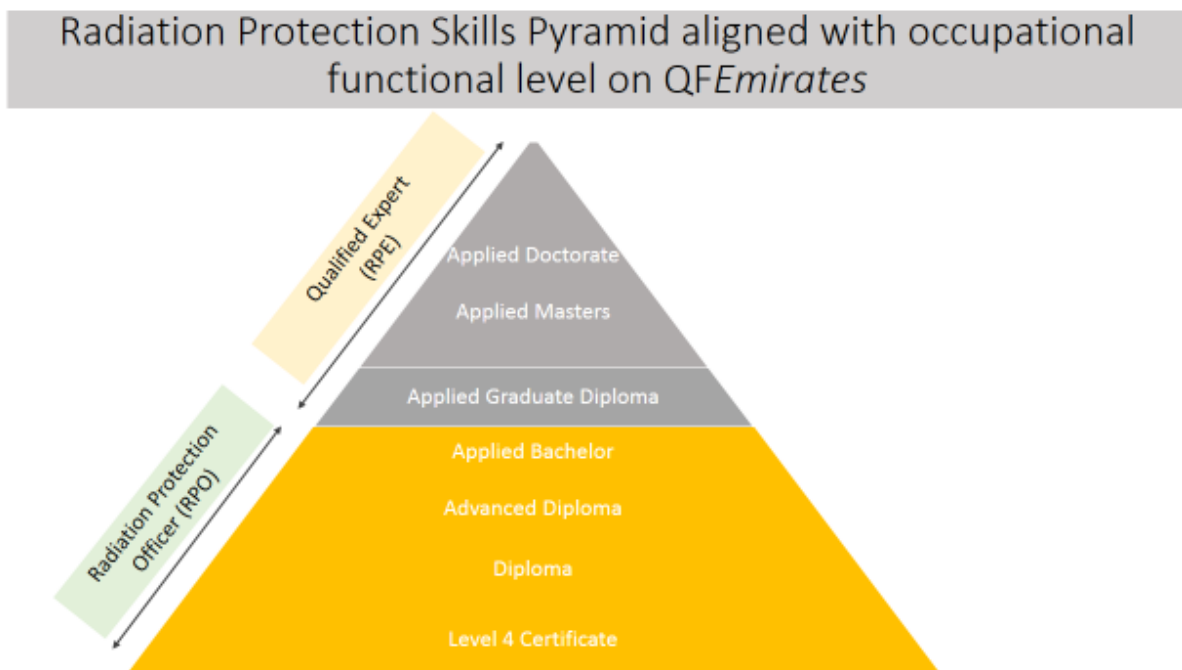 Radiation Protection Skills Pyramid aligned with occupational
functional level on QFEmirates
Qualified Expert
(RPE)
Applied Doctorate
Applied Masters
Applied Graduate Diploma
Radiation Protection
Officer (RPO)
Applied Bachelor
Advanced Diploma
Diploma
Level 4 Certificate